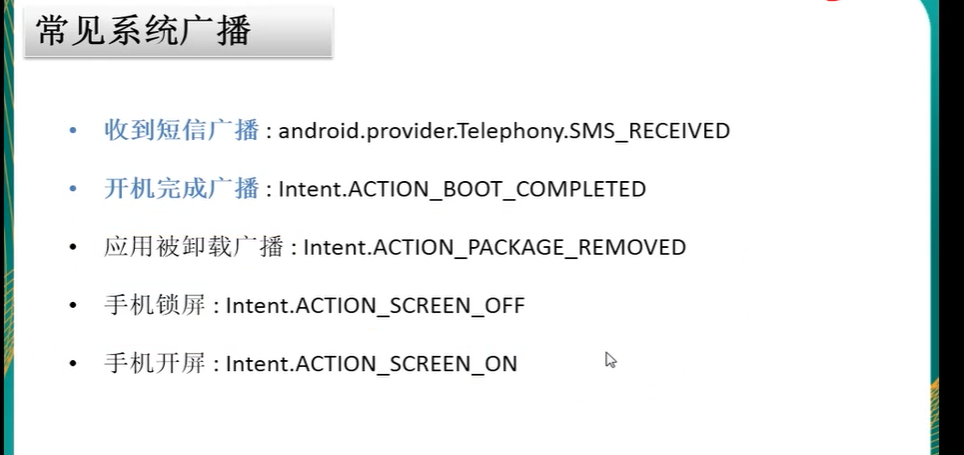 常见系统广播
• 收到短信广播 : android.provider.Telephony.SMS_RECEIVED
• 开机完成广播 : Intent.ACTION_BOOT_COMPLETED
• 应用被卸载广播 : Intent.ACTION_PACKAGE_REMOVED
• 手机锁屏 : Intent.ACTION_SCREEN_OFF
• 手机开屏 : Intent.ACTION_SCREEN_ON